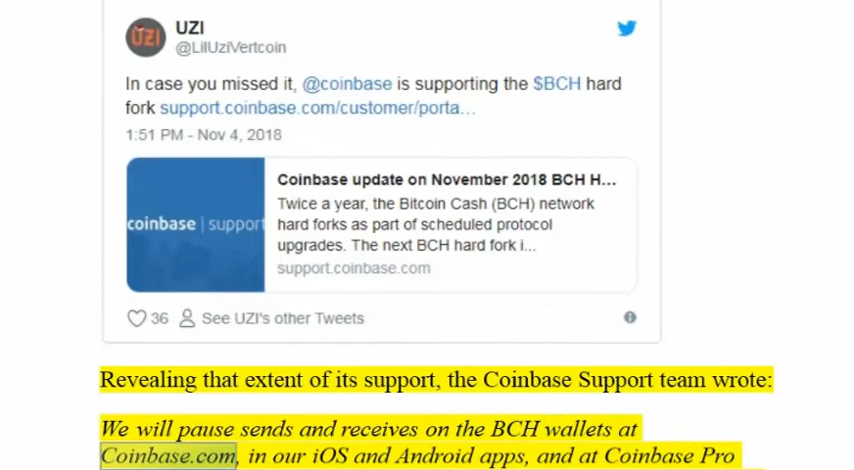 UZI
UZI
@LilUziVertcoin
In case you missed it, @coinbase is supporting the $BCH hard
fork support.coinbase.com/customer/porta…
1:51 PM - Nov 4, 2018
Coinbase update on November 2018 BCH H...
Twice a year, the Bitcoin Cash (BCH) network
coinbase | support
hard forks as part of scheduled protocol
upgrades. The next BCH hard fork i...
support.coinbase.com
36 See UZI's other Tweets
Revealing that extent of its support, the Coinbase Support team wrote:
We will pause sends and receives on the BCH wallets at
Coinbase.com, in our iOS and Android apps, and at Coinbase Pro